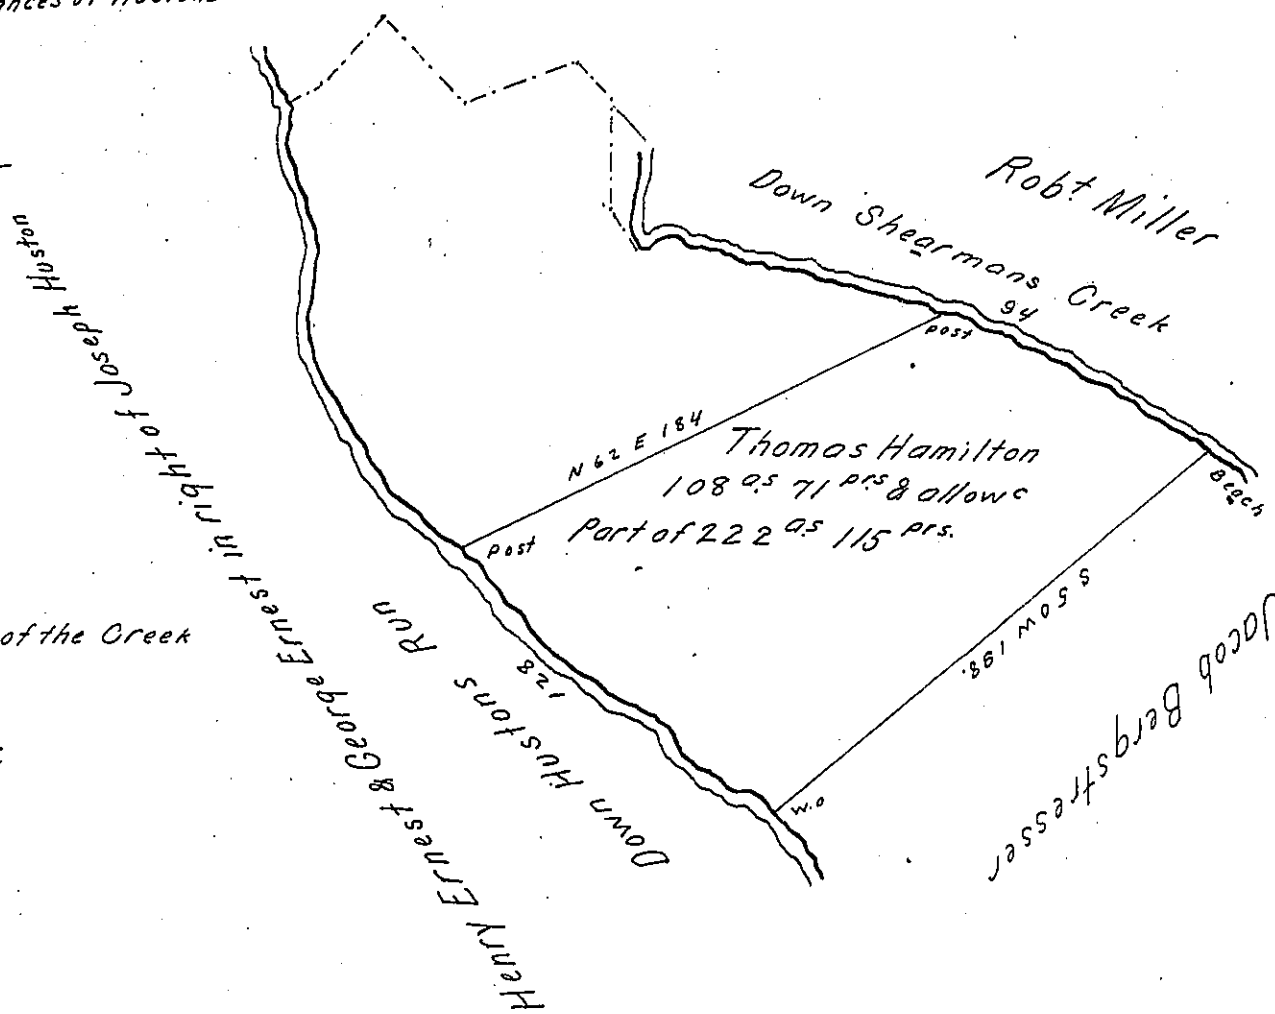 Robt Miller
Down Shearmans Creek
94
post
N 62 E 184
Thomas Hamilton
108 as 71 prs & allowc
Part of 222 as 115 prs.
post
Beach
S 50 W 198.
Jacob Bergstresser
of the Creek
Down Hustons Run
128
W.O
Henry Ernest & George Ernest in right of Joseph Huston